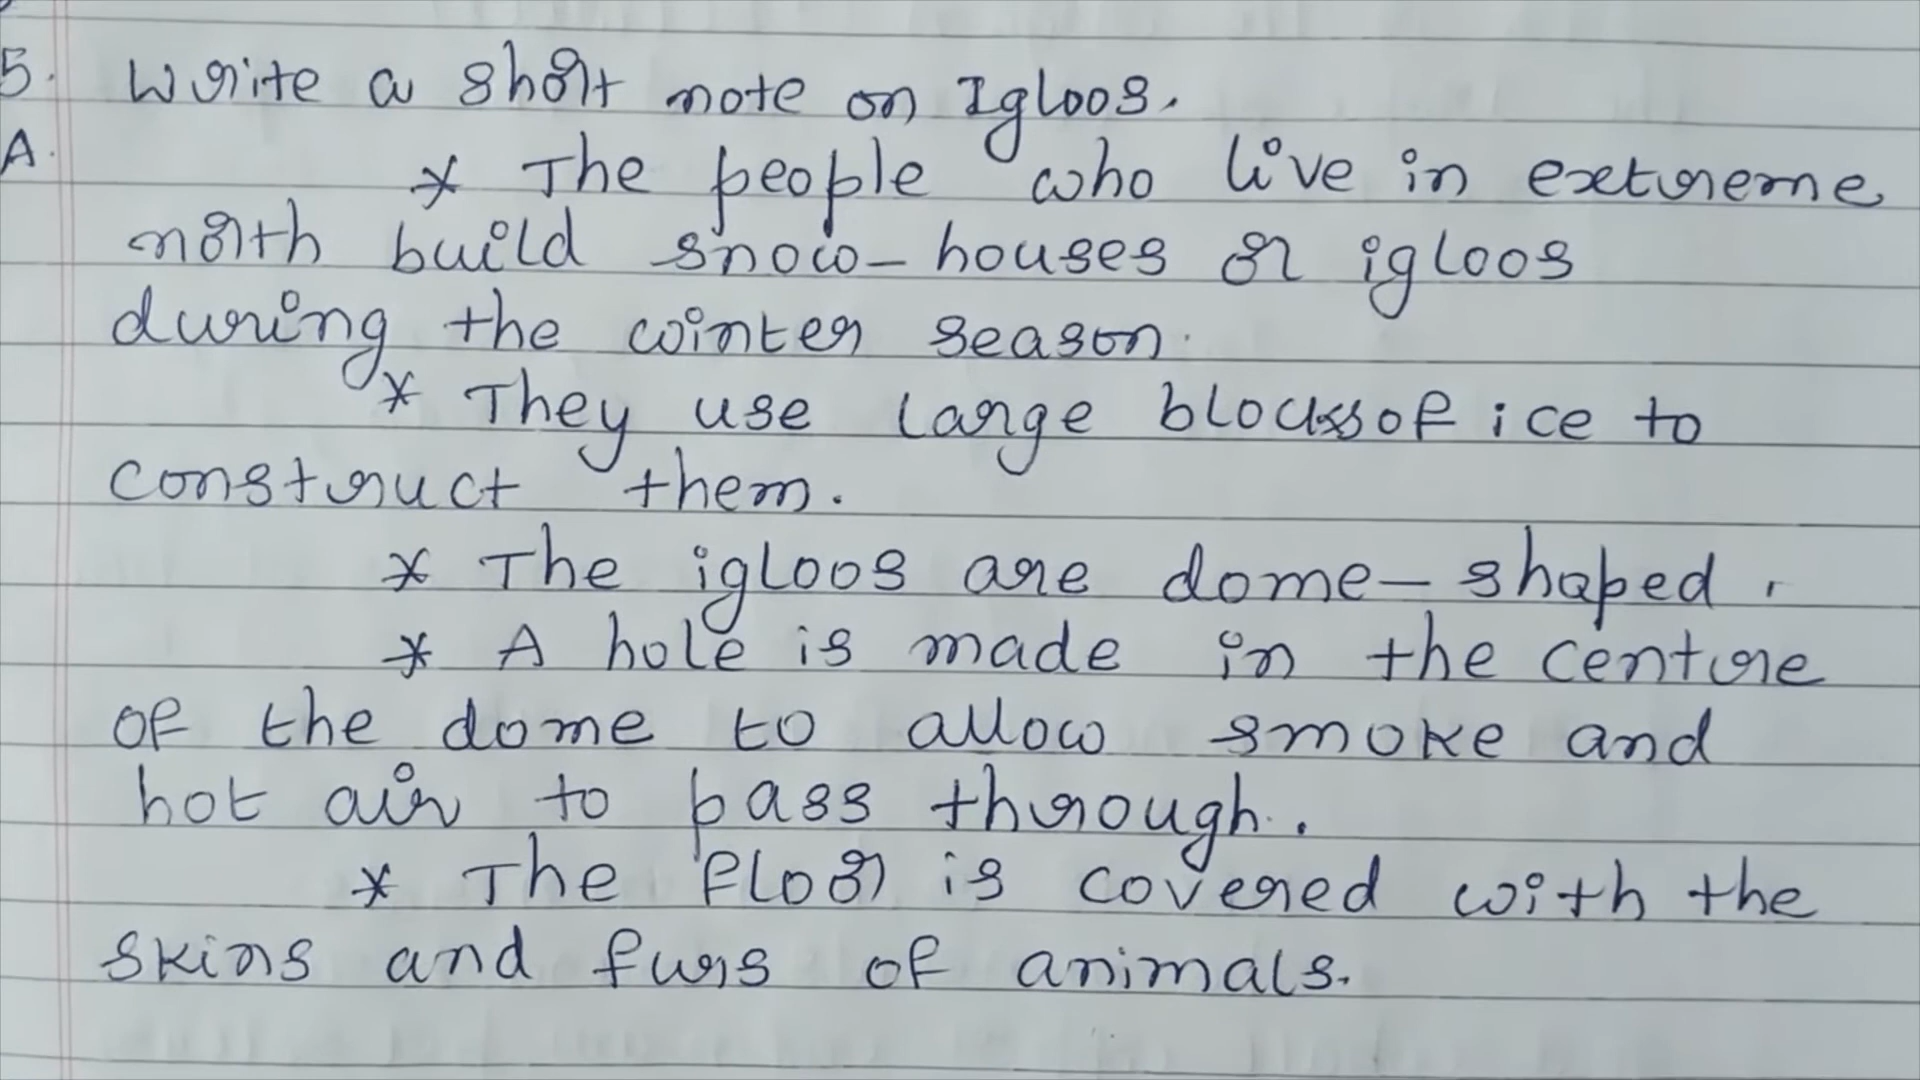 5. Write a short note on Igloos.
A.
* The people who live in extreme
north build snow-houses or igloos
during the winter season.
* They use large blocks of ice to
construct them.
* The igloos are dome-shaped.
* A hole is made in the centre
of the dome to allow smoke and
hot air to pass through.
* The floor is covered with the
skins and furs of animals.